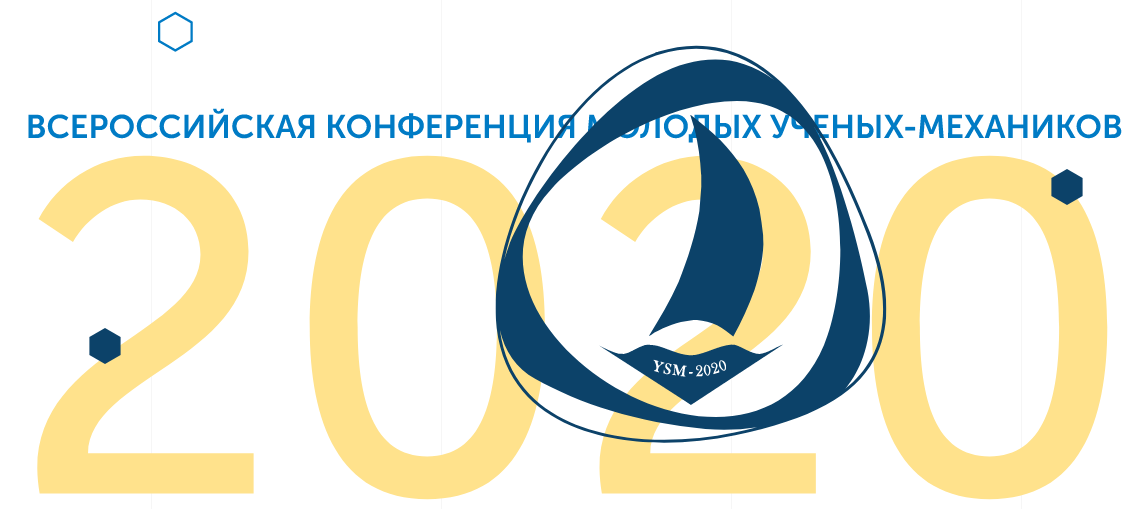 ВСЕРОССИЙСКАЯ КОНФЕРЕНЦИЯ МОЛОДЫХ УЧЕНЫХ-МЕХАНИКОВ
2020
YSM-2020